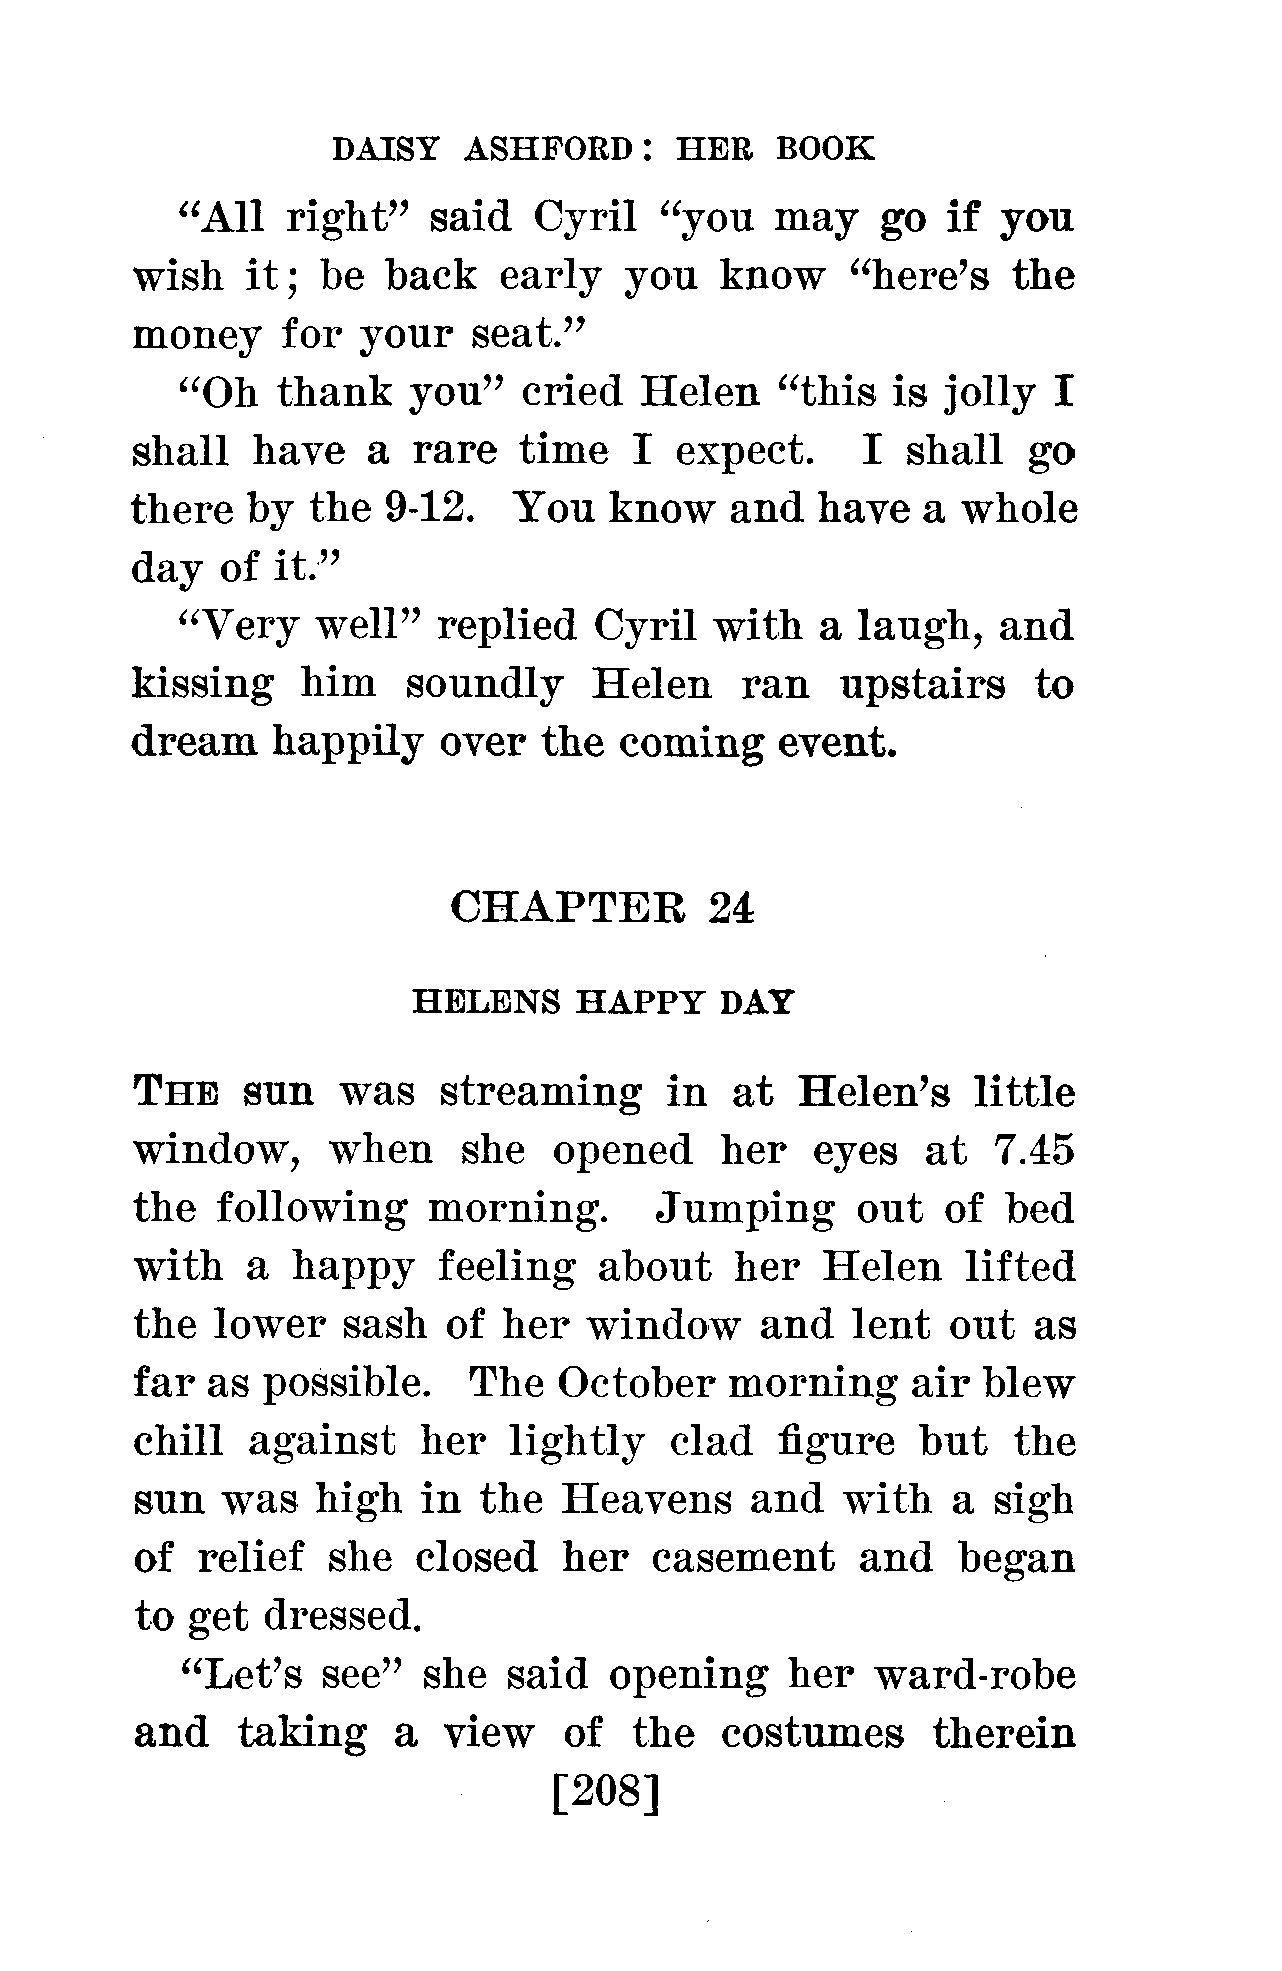 DAISY ASHFORD: HER BOOK
“All right” said Cyril “you may go if you
wish it; be back early you know “here’s the
money for your seat.”
“Oh thank you” cried Helen “this is jolly I
shall have a rare time I expect. I shall go
there by the 9-12. You know and have a whole
day of it.”
“Very well” replied Cyril with a laugh, and
kissing him soundly Helen ran upstairs to
dream happily over the coming event.
CHAPTER 24
HELENS HAPPY DAY
THE sun was streaming in at Helen’s little
window, when she opened her eyes at 7.45
the following morning. Jumping out of bed
with a happy feeling about her Helen lifted
the lower sash of her window and lent out as
far as possible. The October morning air blew
chill against her lightly clad figure but the
sun was high in the Heavens and with a sigh
of relief she closed her casement and began
to get dressed.
“Let’s see” she said opening her ward-robe
and taking a view of the costumes therein
[208]